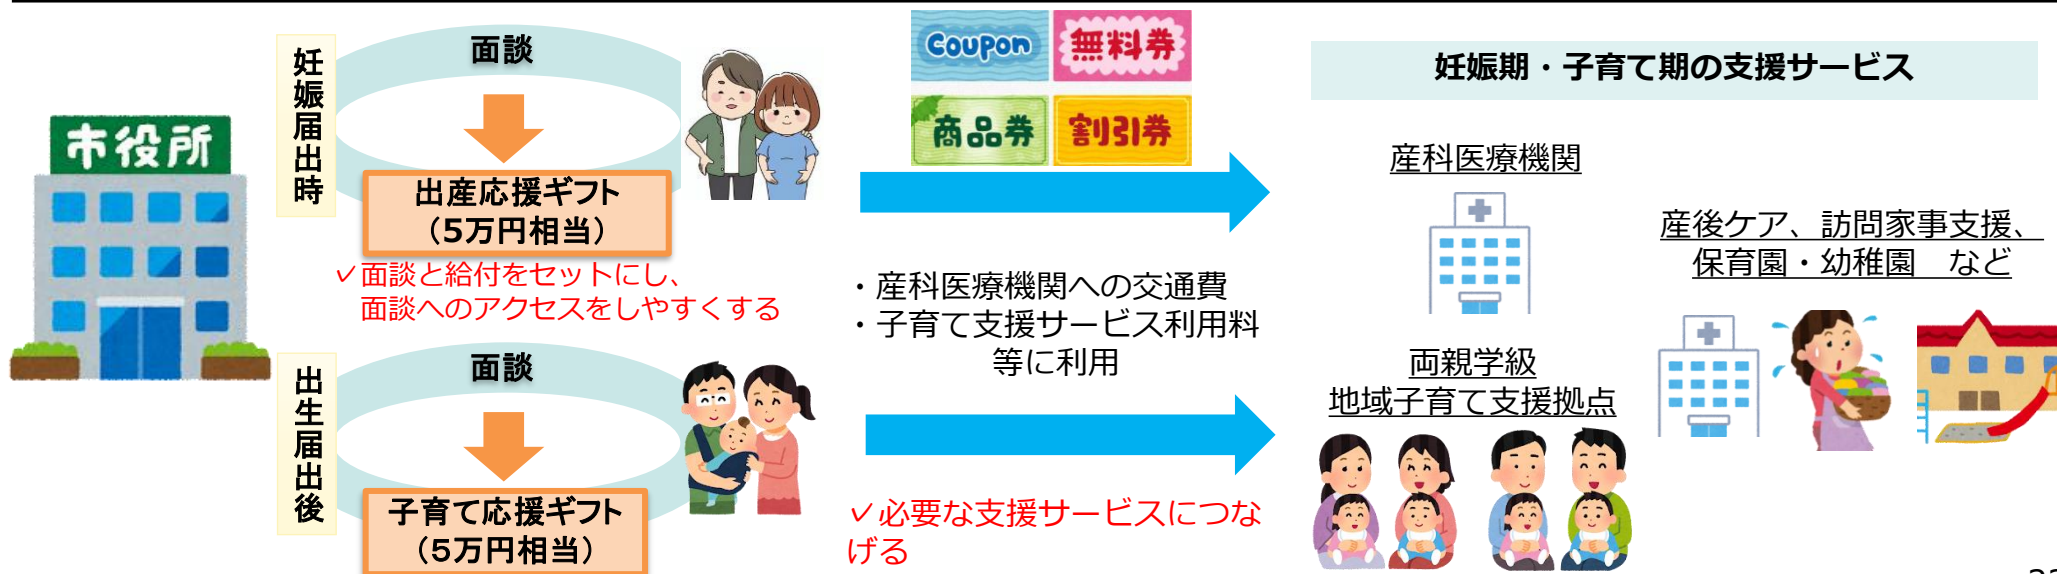 市役所
妊娠届出時
面談
出産応援ギフト
（5万円相当）
✓面談と給付をセットにし、
面談へのアクセスをしやすくする
出生届出後
面談
子育て応援ギフト
（5万円相当）
Coupon
無料券
商品券
割引券
・産科医療機関への交通費
・子育て支援サービス利用料
等に利用
✓必要な支援サービスにつな
げる
妊娠期・子育て期の支援サービス
産科医療機関
両親学級
地域子育て支援拠点
産後ケア、訪問家事支援、
保育園・幼稚園　など